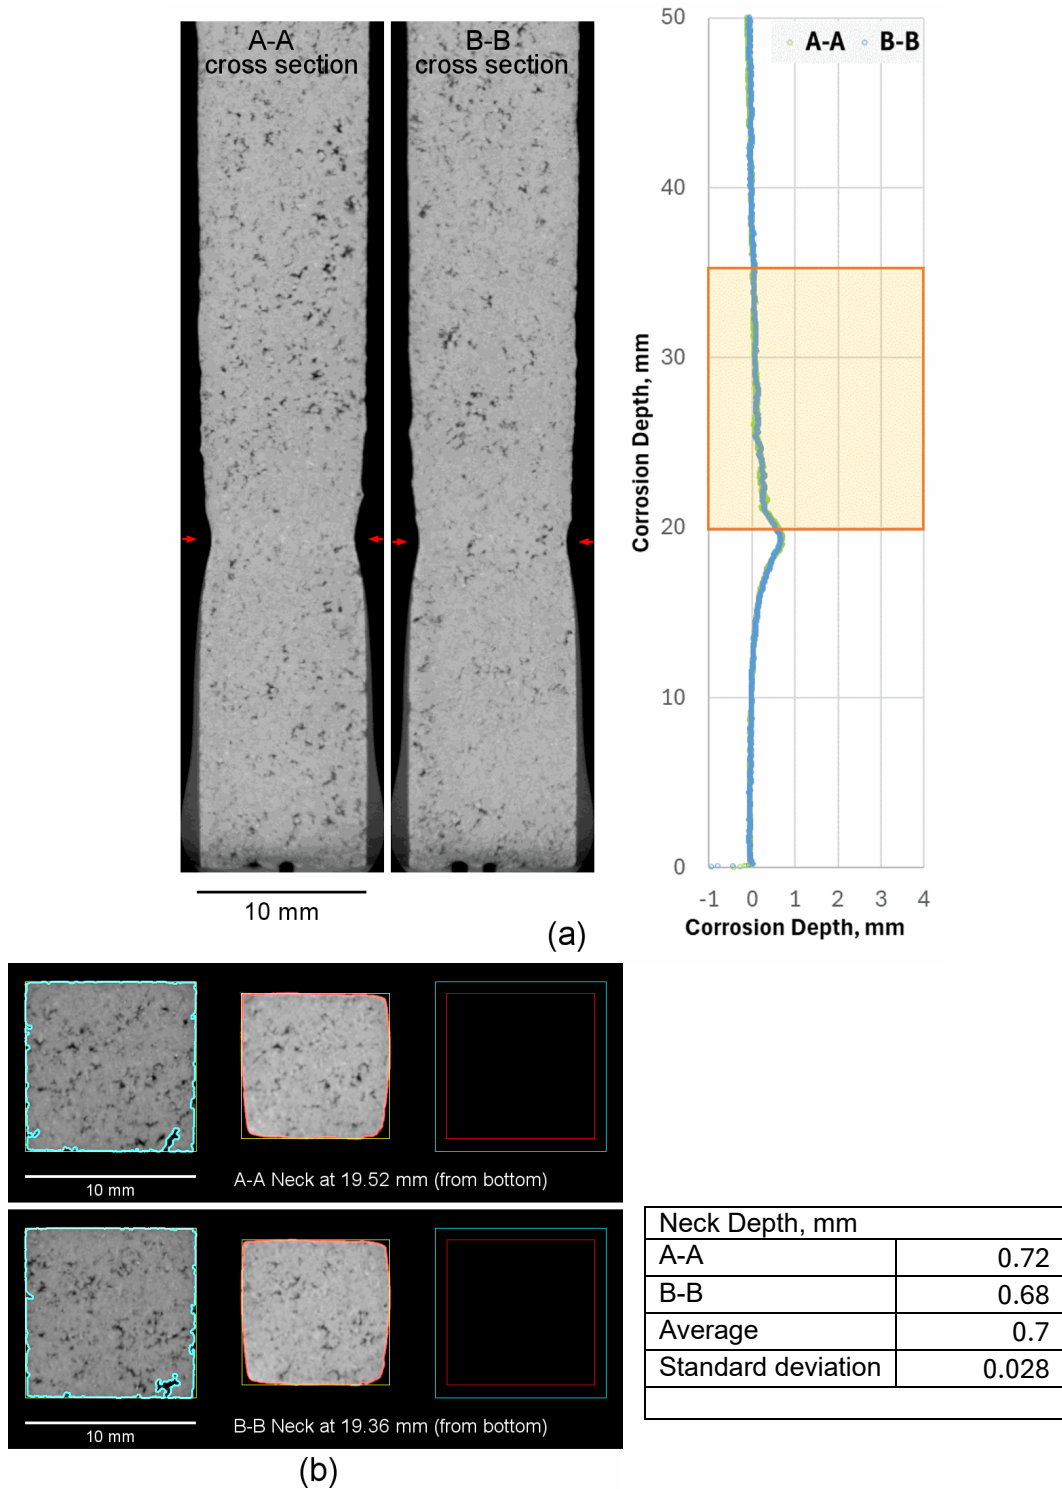 A-A
cross section
B-B
cross section
10 mm
(a)
A-A B-B
50
40
30
20
10
0
Corrosion Depth, mm
-1 0 1 2 3 4
Corrosion Depth, mm
10 mm
A-A Neck at 19.52 mm (from bottom)
10 mm
B-B Neck at 19.36 mm (from bottom)
(b)
Neck Depth, mm
A-A 0.72
B-B 0.68
Average 0.7
Standard deviation 0.028